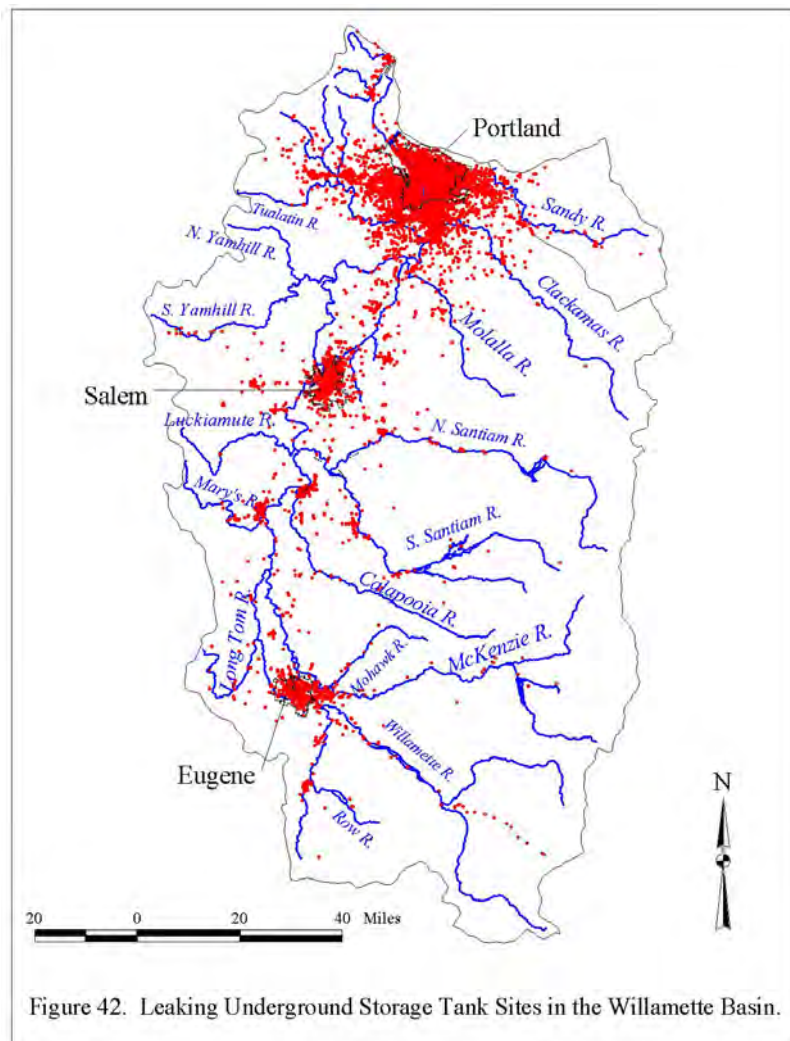 Portland
Sandy R.
Tualatin R.
N. Yamhill R.
Clackamas R.
S. Yamhill R.
Molalla R.
Salem
Luckiamute R.
N. Santiam R.
Mary's R.
S. Santiam R.
Calapooia R.
Long Tom R.
Mohawk R.
McKenzie R.
Willamette R.
Eugene
Row R.
N
20 0 20 40 Miles
Figure 42. Leaking Underground Storage Tank Sites in the Willamette Basin.